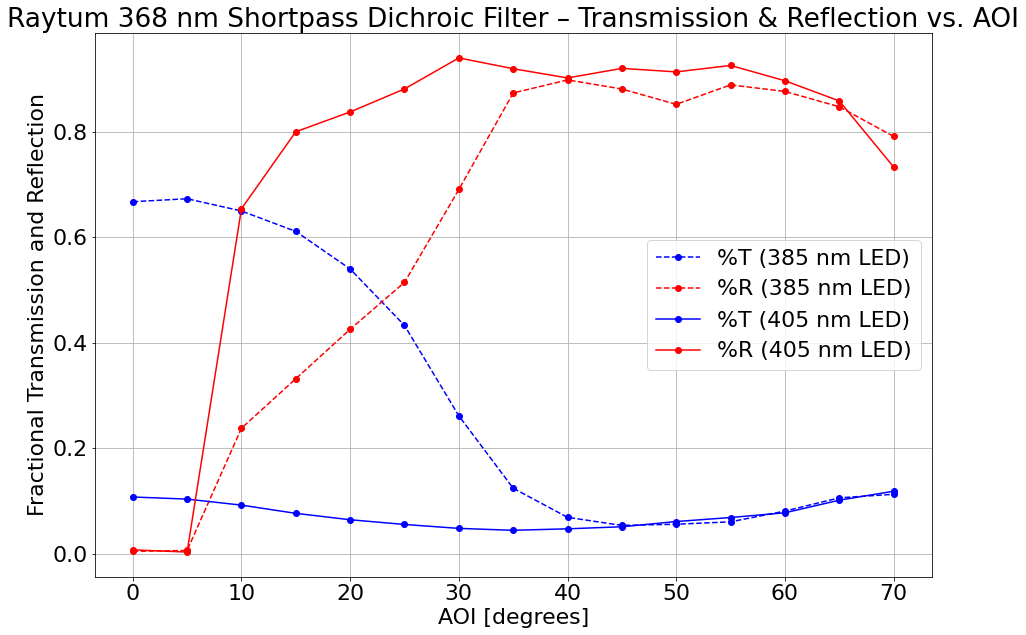 Raytum 368 nm Shortpass Dichroic Filter – Transmission & Reflection vs. AOI
Fractional Transmission and Reflection
0.8
0.6
0.4
0.2
0.0
%T (385 nm LED)
%R (385 nm LED)
%T (405 nm LED)
%R (405 nm LED)
0 10 20 30 40 50 60 70
AOI [degrees]